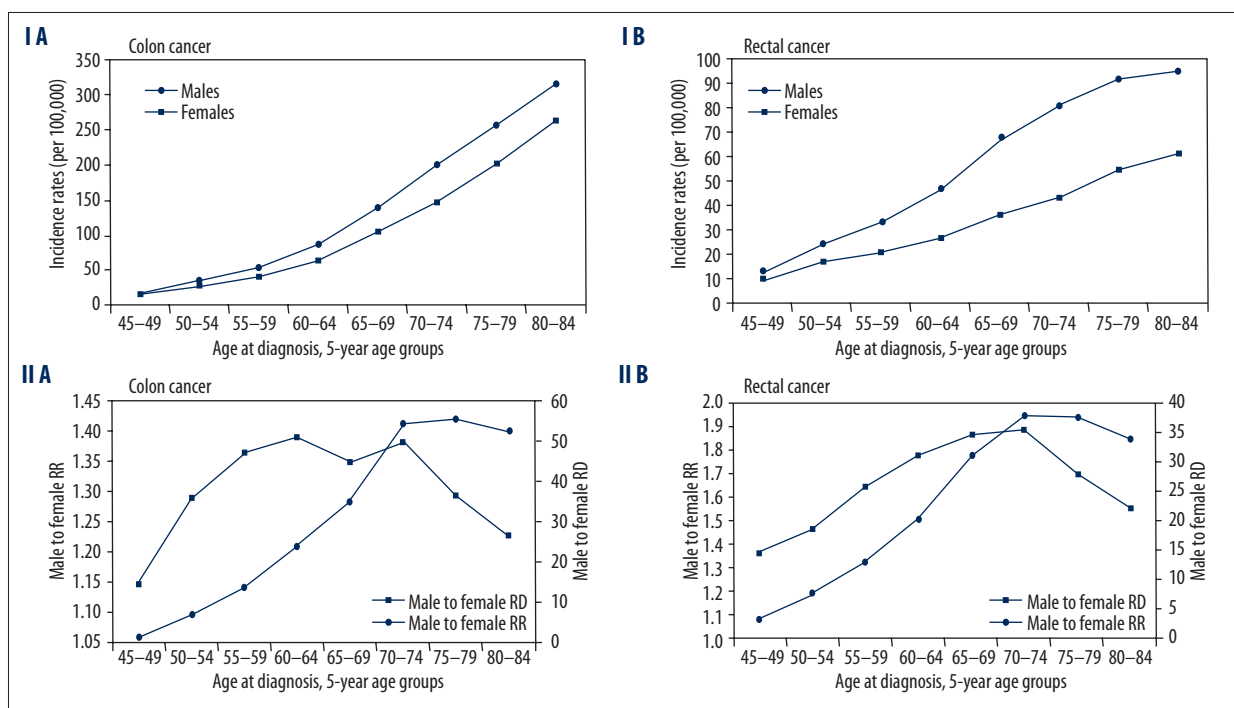 I A
Colon cancer
Incidence rates (per 100,000)
350
300
250
200
150
100
50
0
Males
Females
45–49 50–54 55–59 60–64 65–69 70–74 75–79 80–84
Age at diagnosis, 5-year age groups
I B
Rectal cancer
Incidence rates (per 100,000)
100
90
80
70
60
50
40
30
20
10
0
Males
Females
45–49 50–54 55–59 60–64 65–69 70–74 75–79 80–84
Age at diagnosis, 5-year age groups
II A
Colon cancer
Male to female RR
1.45
1.40
1.35
1.30
1.25
1.20
1.15
1.10
1.05
60
50
40
30
20
10
0
Male to female RD
Male to female RD
Male to female RR
45–49 50–54 55–59 60–64 65–69 70–74 75–79 80–84
Age at diagnosis, 5-year age groups
II B
Rectal cancer
Male to female RR
2.0
1.9
1.8
1.7
1.6
1.5
1.4
1.3
1.2
1.1
1.0
40
35
30
25
20
15
10
5
0
Male to female RD
Male to female RD
Male to female RR
45–49 50–54 55–59 60–64 65–69 70–74 75–79 80–84
Age at diagnosis, 5-year age groups